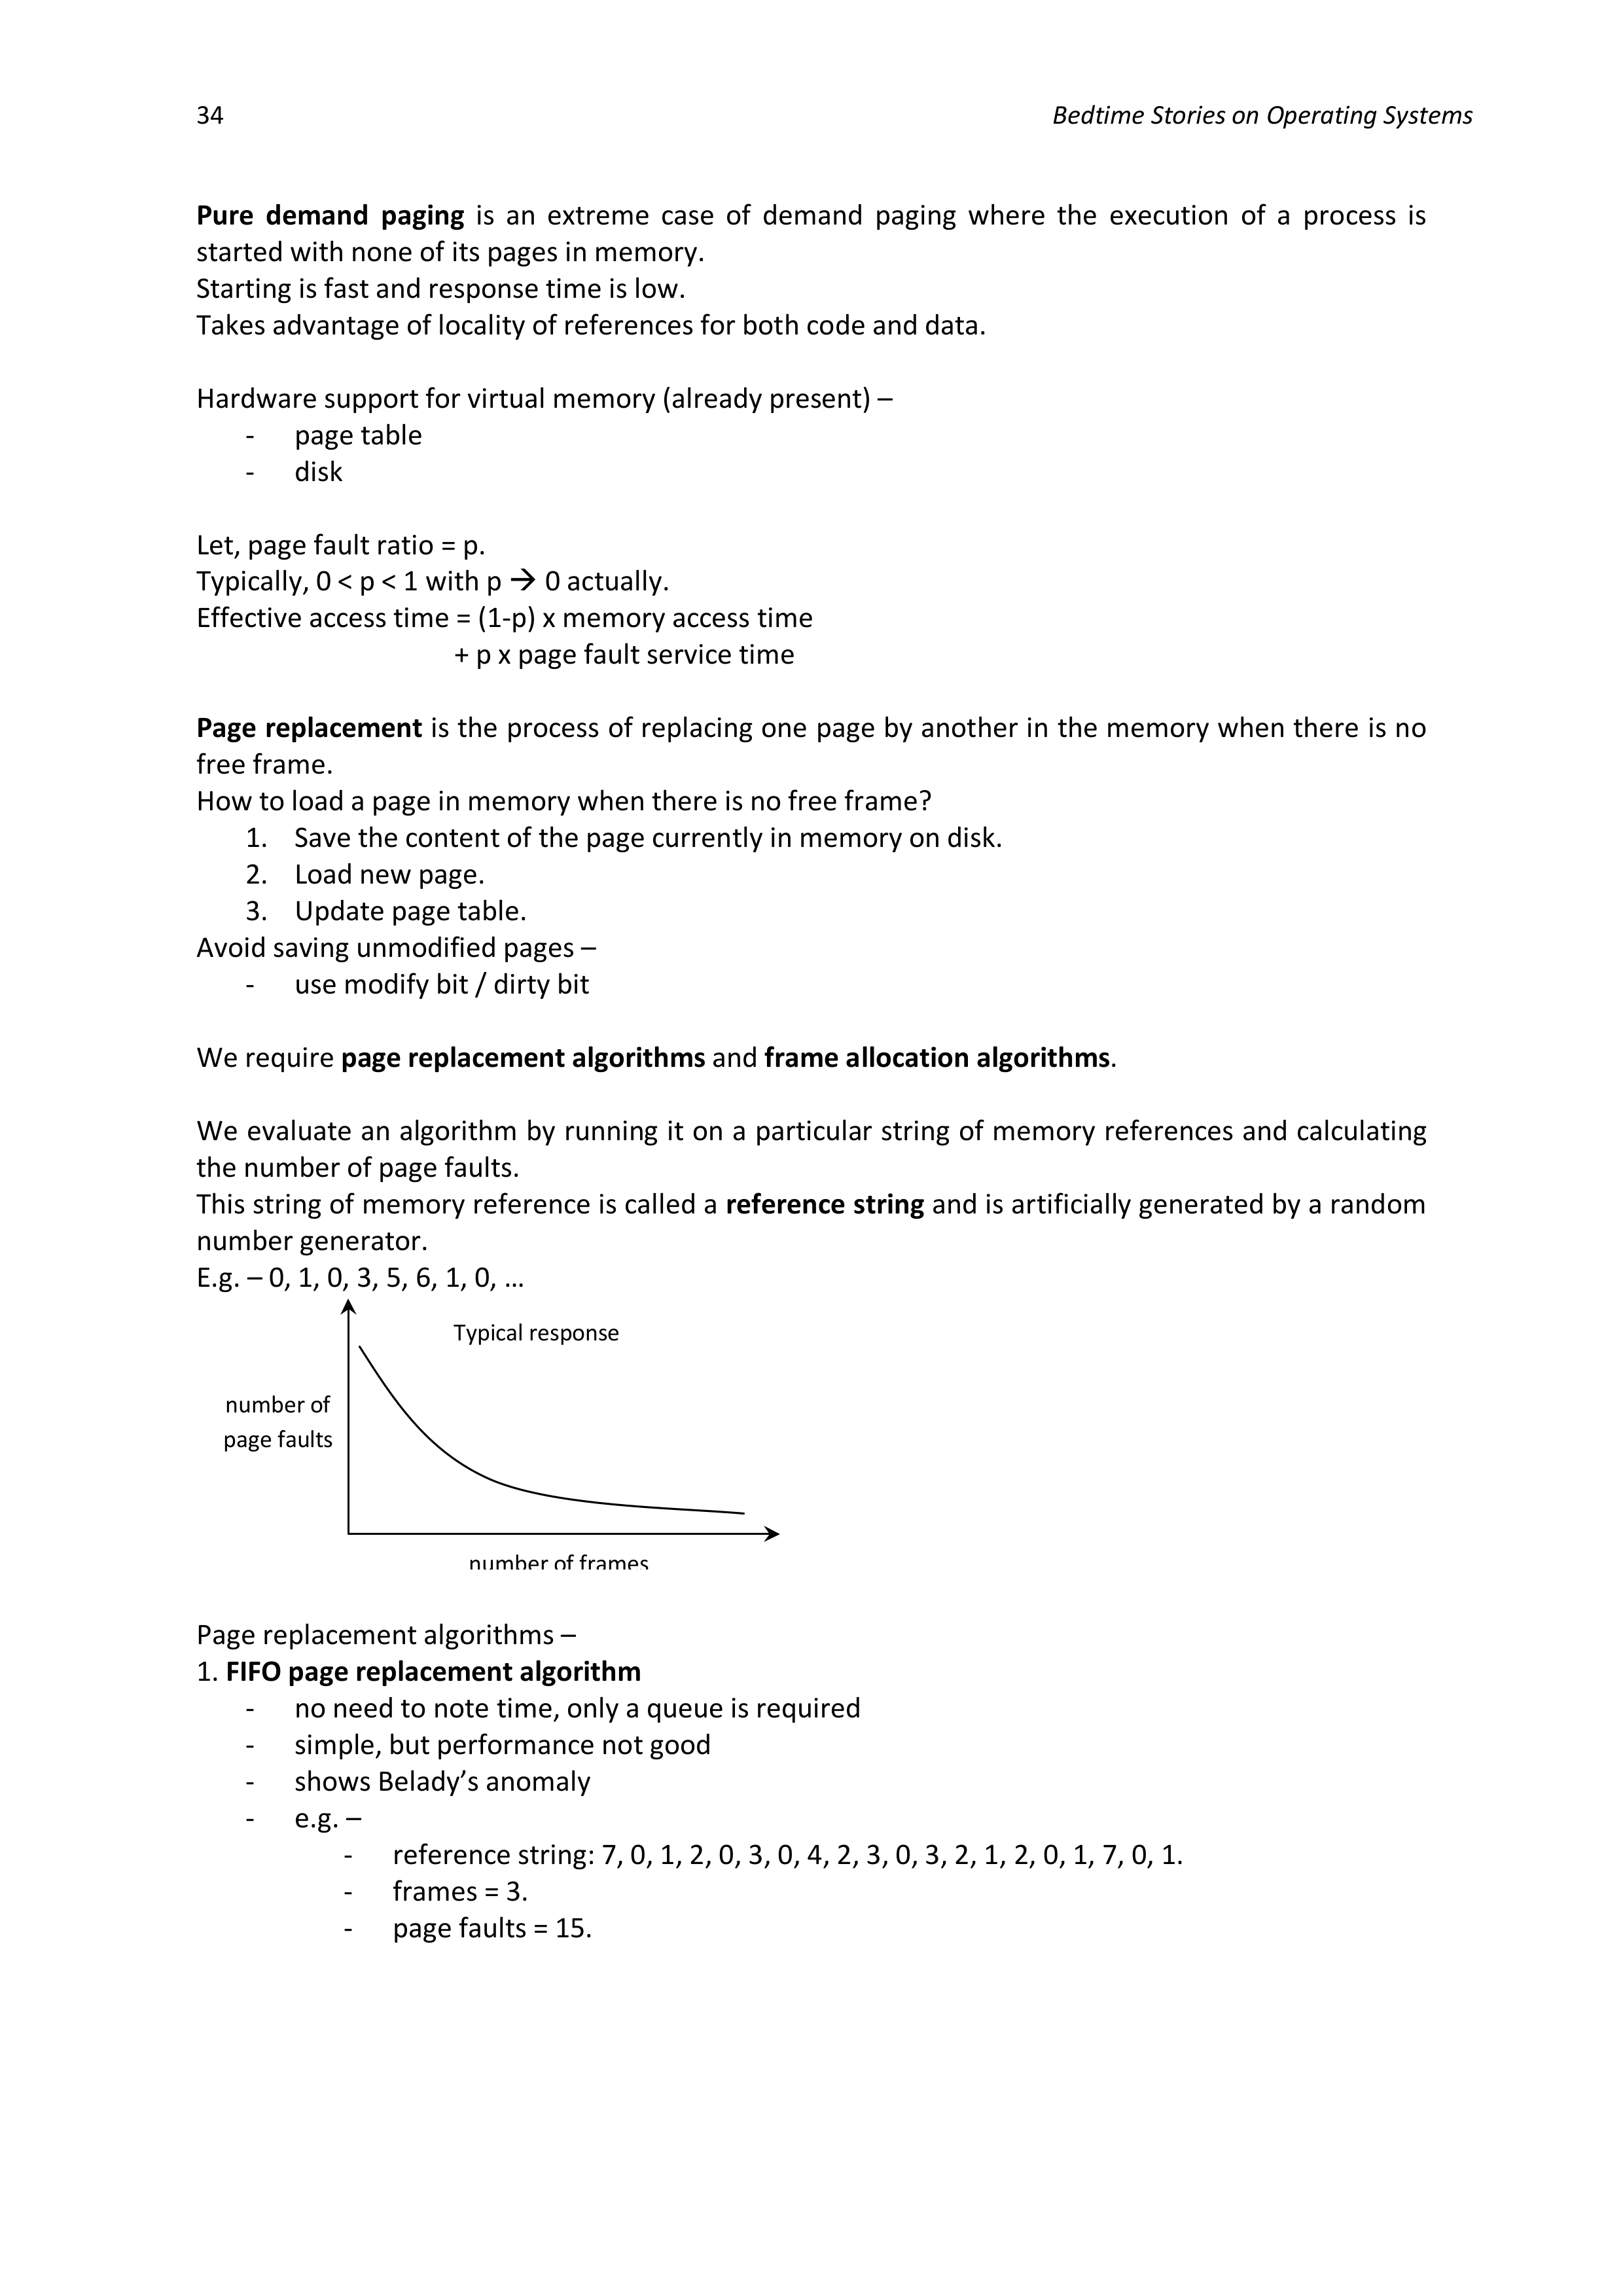 34
Bedtime Stories on Operating Systems
Pure demand paging is an extreme case of demand paging where the execution of a process is
started with none of its pages in memory.
Starting is fast and response time is low.
Takes advantage of locality of references for both code and data.
Hardware support for virtual memory (already present) –
- page table
- disk
Let, page fault ratio = p.
Typically, 0 < p < 1 with p → 0 actually.
Effective access time = (1-p) x memory access time
+ p x page fault service time
Page replacement is the process of replacing one page by another in the memory when there is no
free frame.
How to load a page in memory when there is no free frame?
1. Save the content of the page currently in memory on disk.
2. Load new page.
3. Update page table.
Avoid saving unmodified pages –
- use modify bit / dirty bit
We require page replacement algorithms and frame allocation algorithms.
We evaluate an algorithm by running it on a particular string of memory references and calculating
the number of page faults.
This string of memory reference is called a reference string and is artificially generated by a random
number generator.
E.g. – 0, 1, 0, 3, 5, 6, 1, 0, …
Typical response
number of
page faults
number of frames
Page replacement algorithms –
1. FIFO page replacement algorithm
- no need to note time, only a queue is required
- simple, but performance not good
- shows Belady’s anomaly
- e.g. –
- reference string: 7, 0, 1, 2, 0, 3, 0, 4, 2, 3, 0, 3, 2, 1, 2, 0, 1, 7, 0, 1.
- frames = 3.
- page faults = 15.